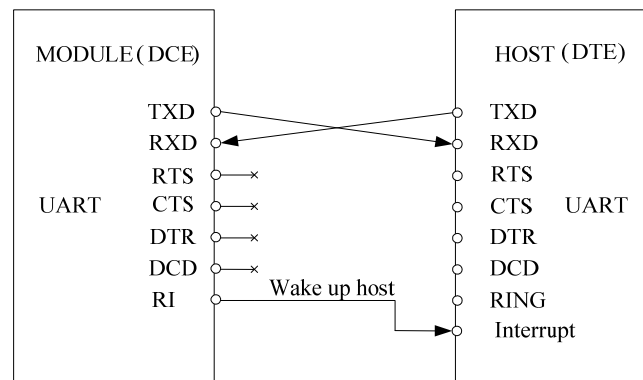 MODULE(DCE)
TXD
RXD
RTS
CTS
DTR
DCD
RI
UART
Wake up host
HOST (DTE)
TXD
RXD
RTS
CTS
DTR
DCD
RING
Interrupt
UART